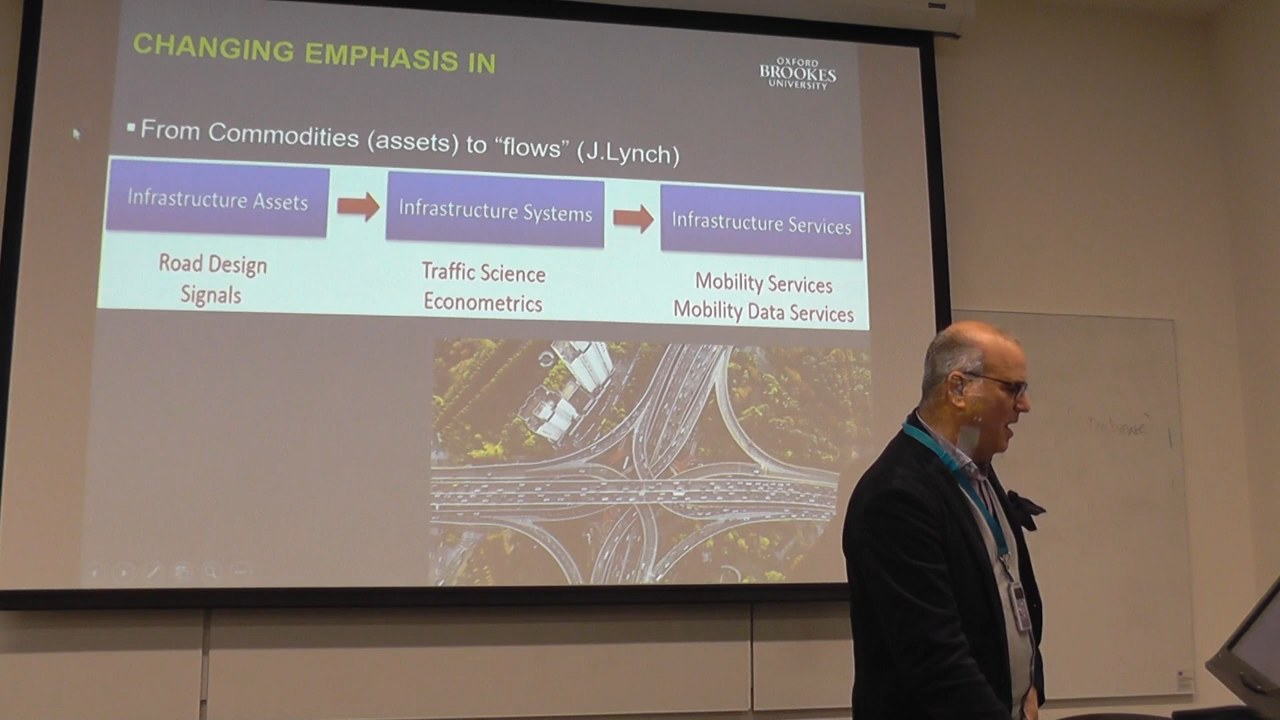 CHANGING EMPHASIS IN
OXFORD
BROOKES
UNIVERSITY
▪ From Commodities (assets) to “flows” (J.Lynch)
Infrastructure Assets
Infrastructure Systems
Infrastructure Services
Road Design
Signals
Traffic Science
Econometrics
Mobility Services
Mobility Data Services